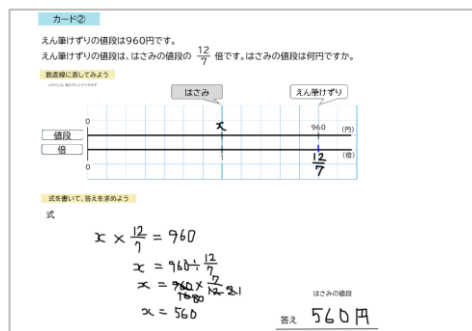 カード②
えん筆けずりの値段は960円です。
えん筆けずりの値段は、はさみの値段の 12/7 倍です。はさみの値段は何円ですか。
数直線に表してみよう
はさみ
えん筆けずり
0
x
960
(円)
値段
倍
0
1
12/7
(倍)
式を書いて、答えを求めよう
式
x × 12/7 = 960
x = 960 ÷ 12/7
x = 960 × 7/12
80
1
x = 560
はさみの値段
答え 560円